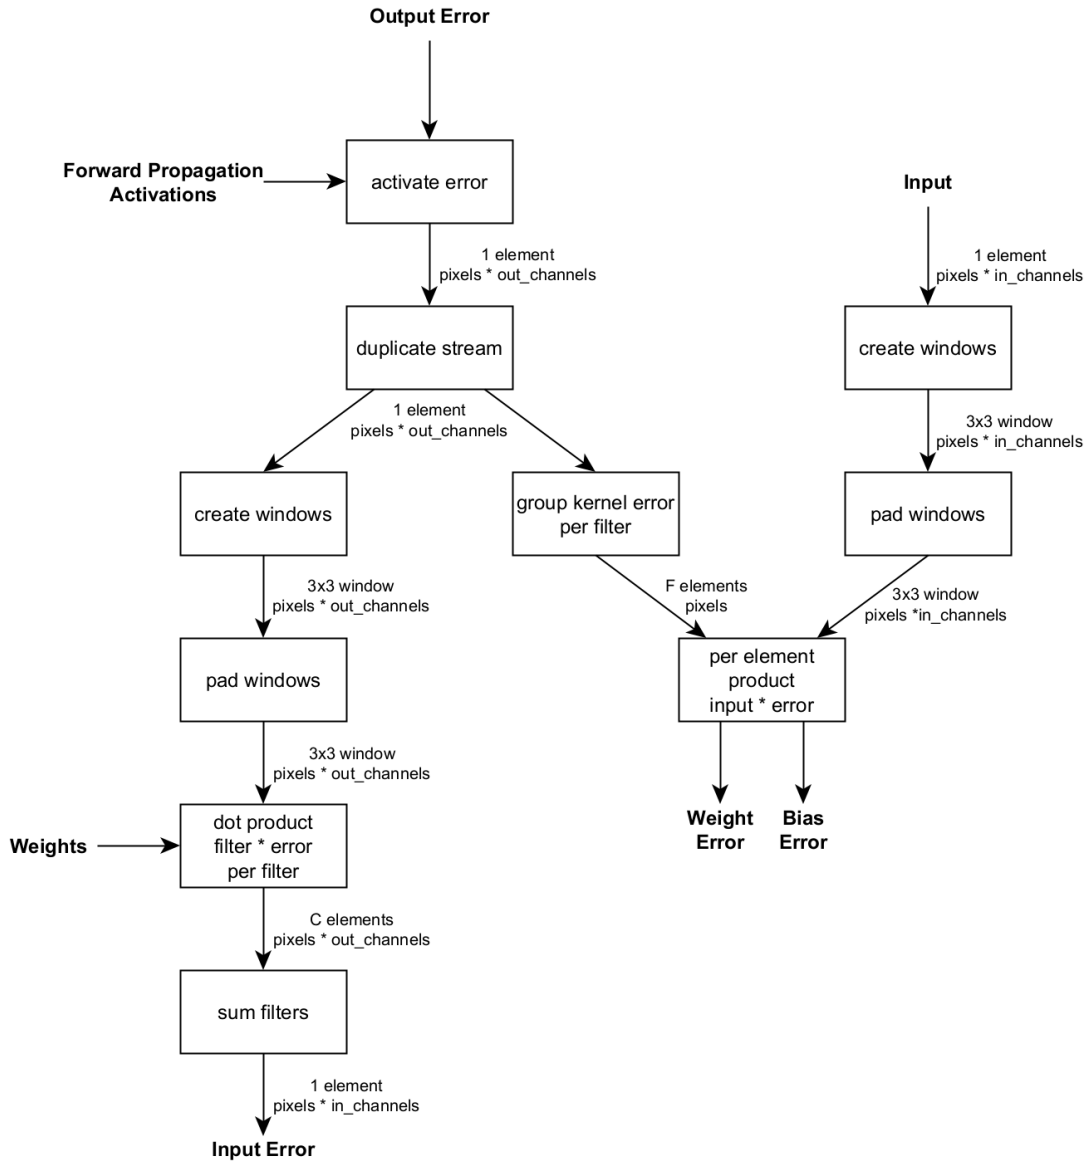 Output Error
Forward Propagation
Activations
activate error
Input
1 element
pixels * out_channels
1 element
pixels * in_channels
duplicate stream
create windows
1 element
pixels * out_channels
3x3 window
pixels * in_channels
create windows
group kernel error
per filter
pad windows
3x3 window
pixels * out_channels
F elements
pixels
3x3 window
pixels *in_channels
pad windows
per element
product
input * error
3x3 window
pixels * out_channels
Weights
dot product
filter * error
per filter
Weight
Error
Bias
Error
C elements
pixels * out_channels
sum filters
1 element
pixels * in_channels
Input Error